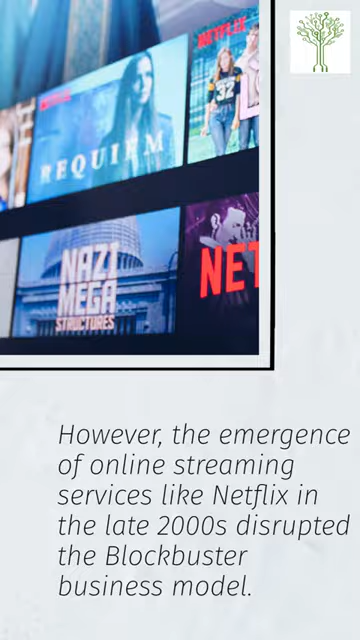 NETFLIX
REQUIEM
NAZI
MEGA
STRUCTURES
NETFLIX
32
NET
However, the emergence
of online streaming
services like Netflix in
the late 2000s disrupted
the Blockbuster
business model.